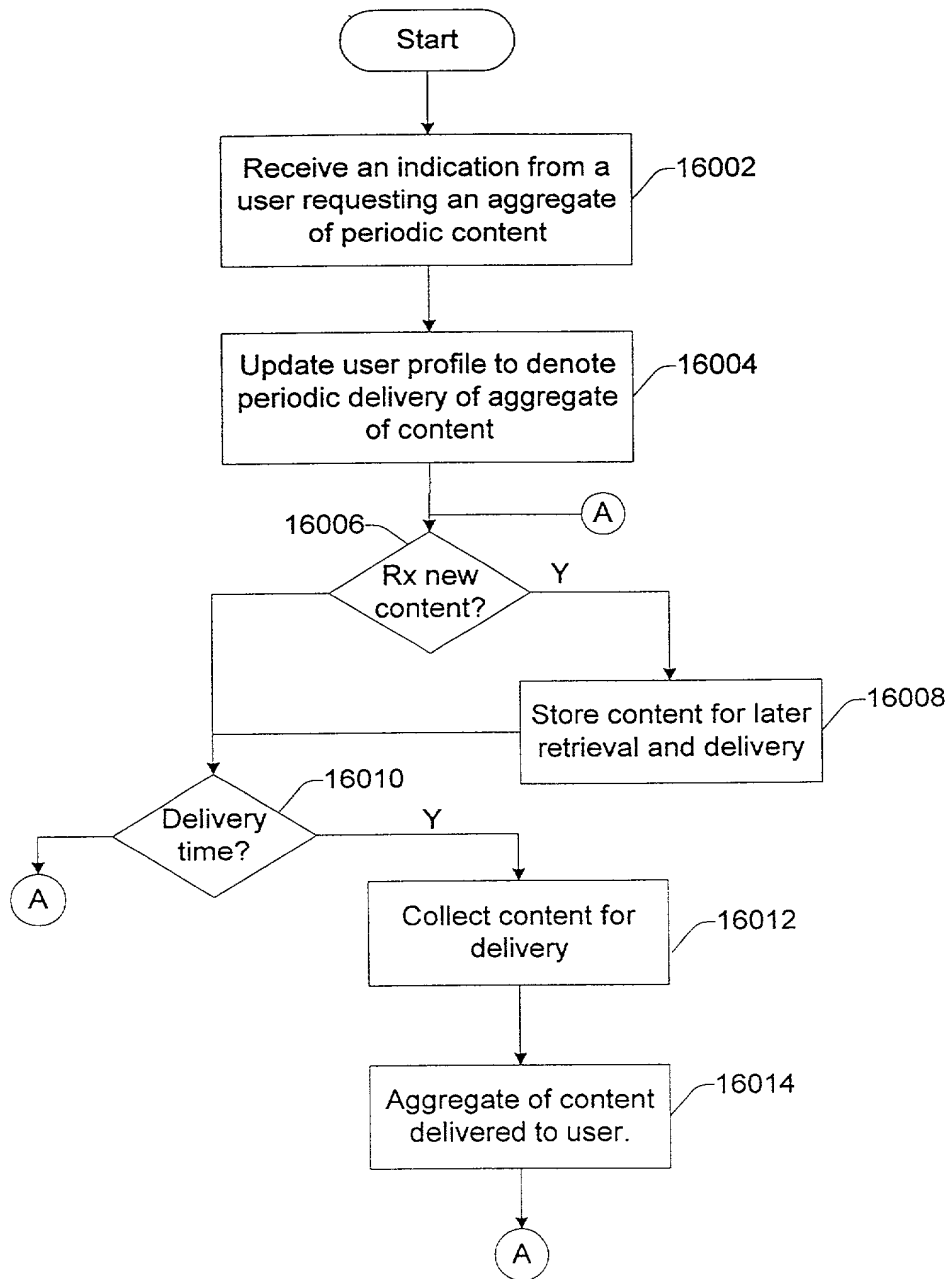 Start
Receive an indication from a
user requesting an aggregate
of periodic content
16002
Update user profile to denote
periodic delivery of aggregate
of content
16004
A
16006
Rx new
content?
Y
Store content for later
retrieval and delivery
16008
16010
Delivery
time?
Y
A
Collect content for
delivery
16012
Aggregate of content
delivered to user.
16014
A